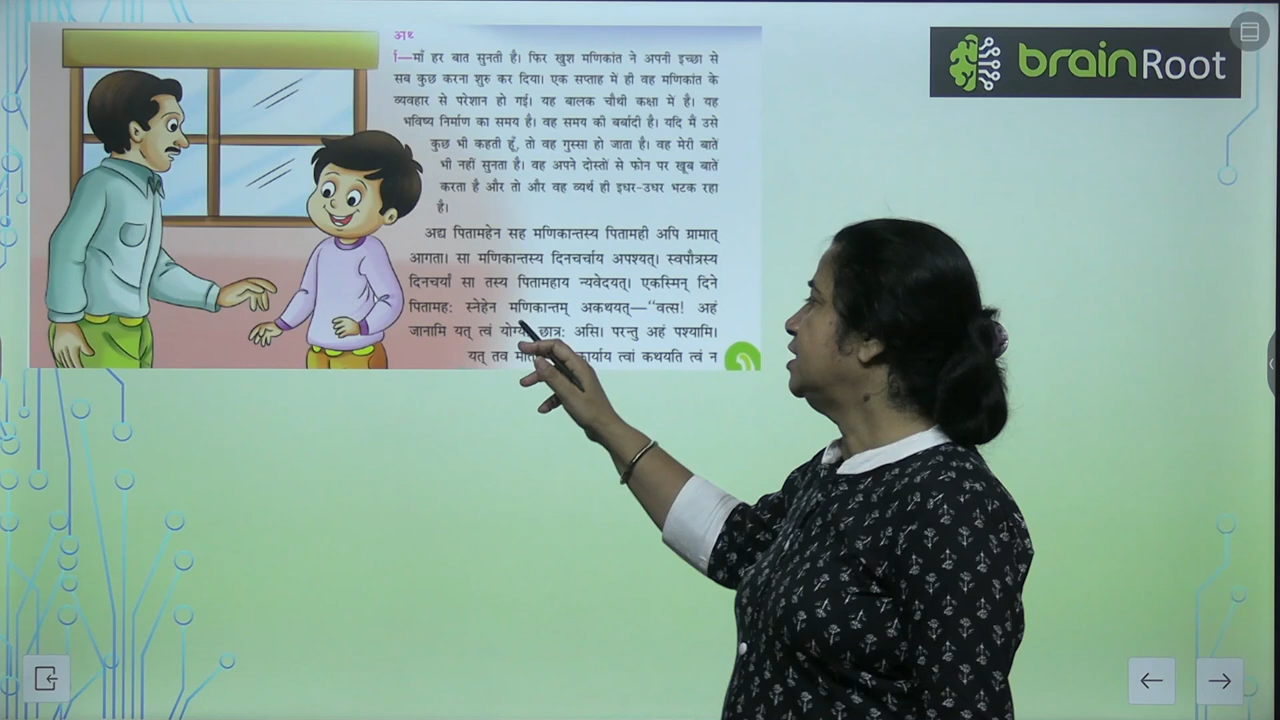 brainRoot
र्थ—माँ हर बात सुनती है। फिर खुश मणिकांत ने अपनी इच्छा से
सब कुछ करना शुरु कर दिया। एक सप्ताह में ही वह मणिकांत के
व्यवहार से परेशान हो गई। यह बालक चौथी कक्षा में है। यह
भविष्य निर्माण का समय है। वह समय की बर्बादी है। यदि मैं उसे
कुछ भी कहती हूँ, तो वह गुस्सा हो जाता है। वह मेरी बातें
भी नहीं सुनता है। वह अपने दोस्तों से फोन पर खूब बातें
करता है और तो और वह व्यर्थ ही इधर-उधर भटक रहा
है।
अद्य पितामहेन सह मणिकान्तस्य पितामही अपि ग्रामात्
आगता। सा मणिकान्तस्य दिनचर्चाय अपश्यत्। स्वपौत्रस्य
दिनचर्यां सा तस्य पितामहाय न्यवेदयत्। एकस्मिन् दिने
पितामहः स्नेहेन मणिकान्तम् अकथयत्—“वत्स! अहं
जानामि यत् त्वं योग्यः छात्रः असि। परन्तु अहं पश्यामि।
यत् तव कार्याय त्वां कथयति त्वं न